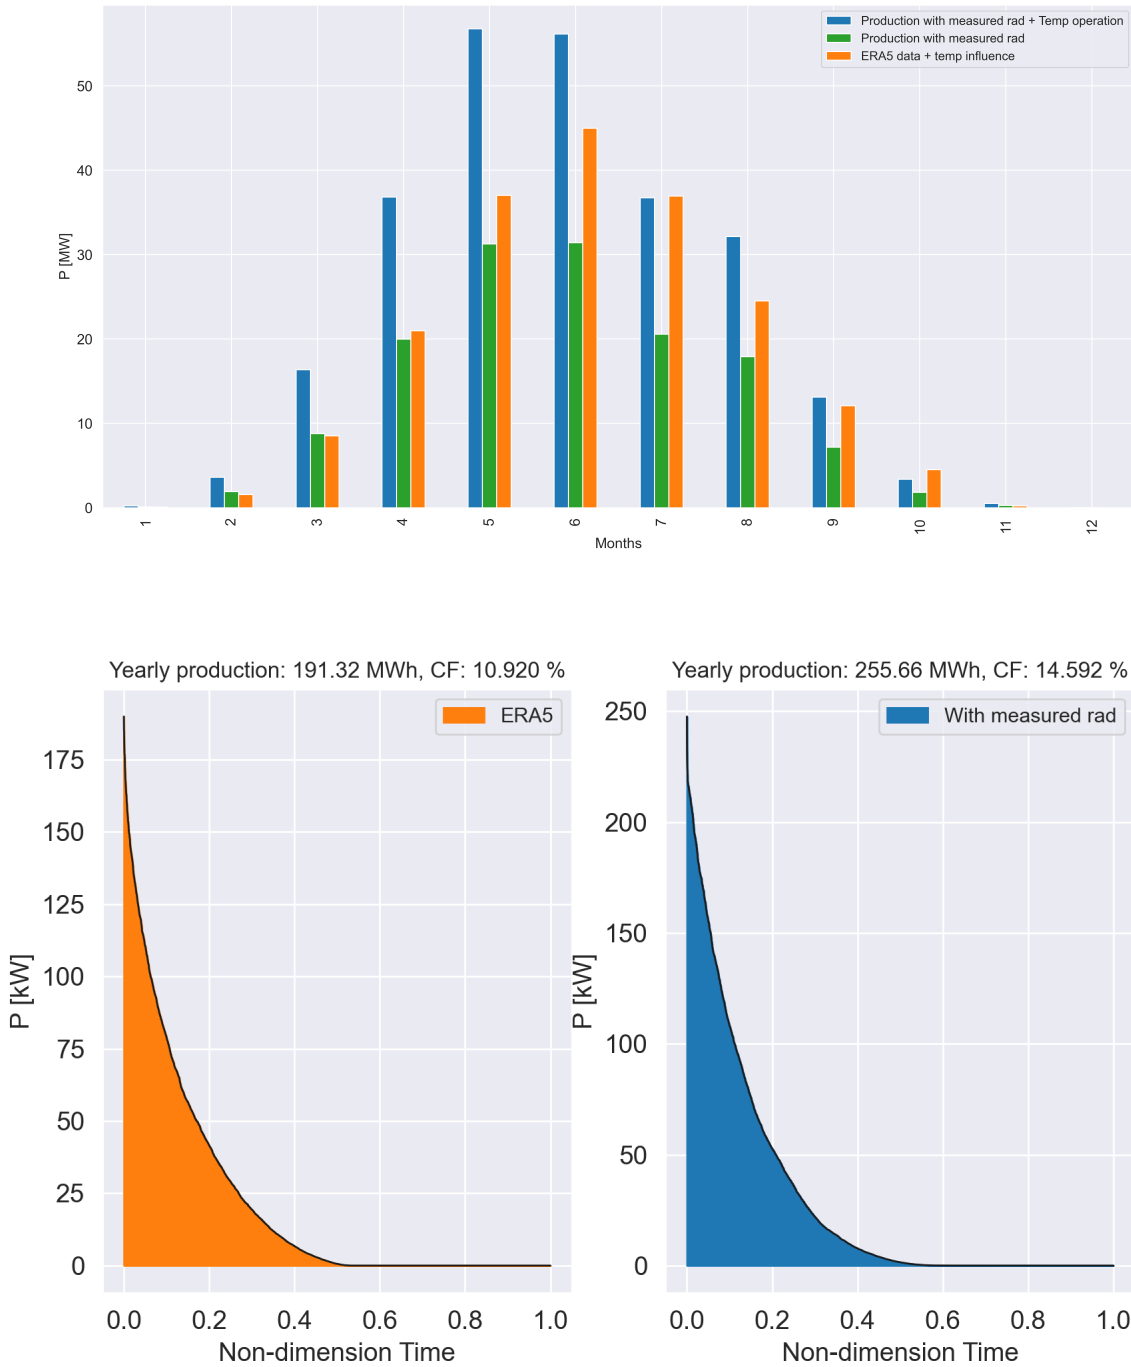 Production with measured rad + Temp operation
Production with measured rad
ERA5 data + temp influence
P [MW]
50
40
30
20
10
0
1 2 3 4 5 6 7 8 9 10 11 12
Months
Yearly production: 191.32 MWh, CF: 10.920 %
ERA5
P [kW]
175
150
125
100
75
50
25
0
0.0 0.2 0.4 0.6 0.8 1.0
Non-dimension Time
Yearly production: 255.66 MWh, CF: 14.592 %
With measured rad
P [kW]
250
200
150
100
50
0
0.0 0.2 0.4 0.6 0.8 1.0
Non-dimension Time